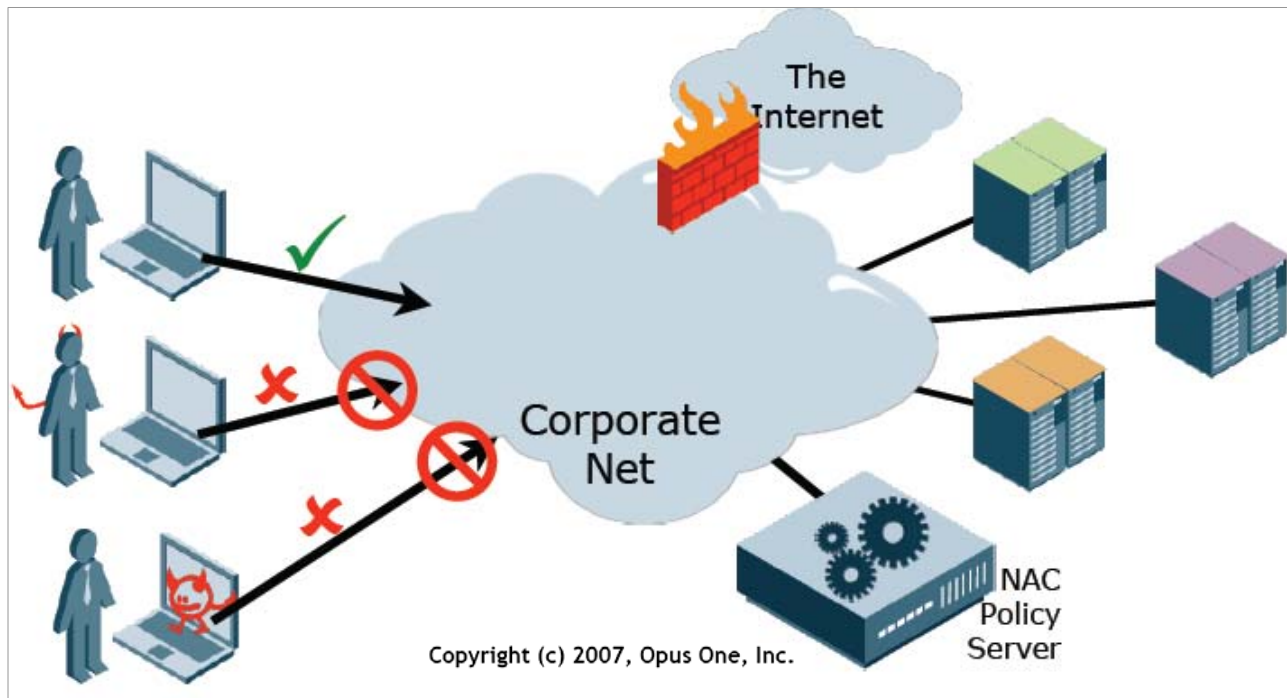 The
Internet
Corporate
Net
NAC
Policy
Server
Copyright (c) 2007, Opus One, Inc.